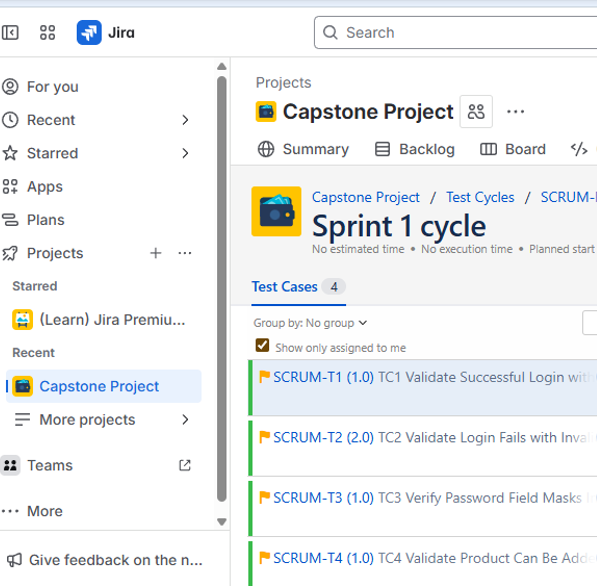 Jira
Search
For you
Recent
Starred
Apps
Plans
Projects
Starred
(Learn) Jira Premiu...
Recent
Capstone Project
More projects
Teams
More
Give feedback on the n...
Projects
Capstone Project
Summary Backlog Board
Capstone Project / Test Cycles / SCRUM-
Sprint 1 cycle
No estimated time • No execution time • Planned start
Test Cases 4
Group by: No group
Show only assigned to me
SCRUM-T1 (1.0) TC1 Validate Successful Login with
SCRUM-T2 (2.0) TC2 Validate Login Fails with Inval
SCRUM-T3 (1.0) TC3 Verify Password Field Masks
SCRUM-T4 (1.0) TC4 Validate Product Can Be Add